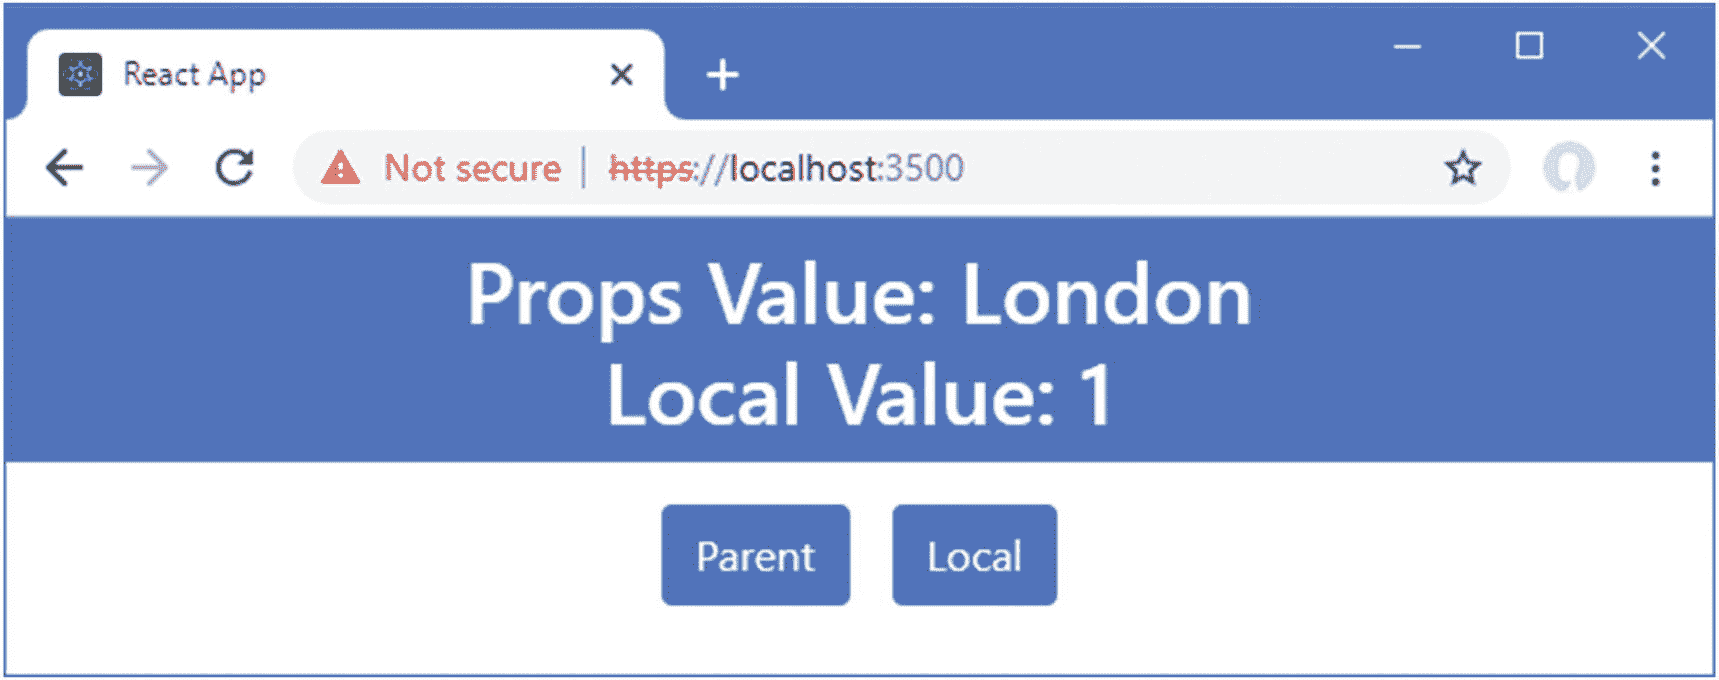 React App
Not secure https://localhost:3500
Props Value: London
Local Value: 1
Parent Local